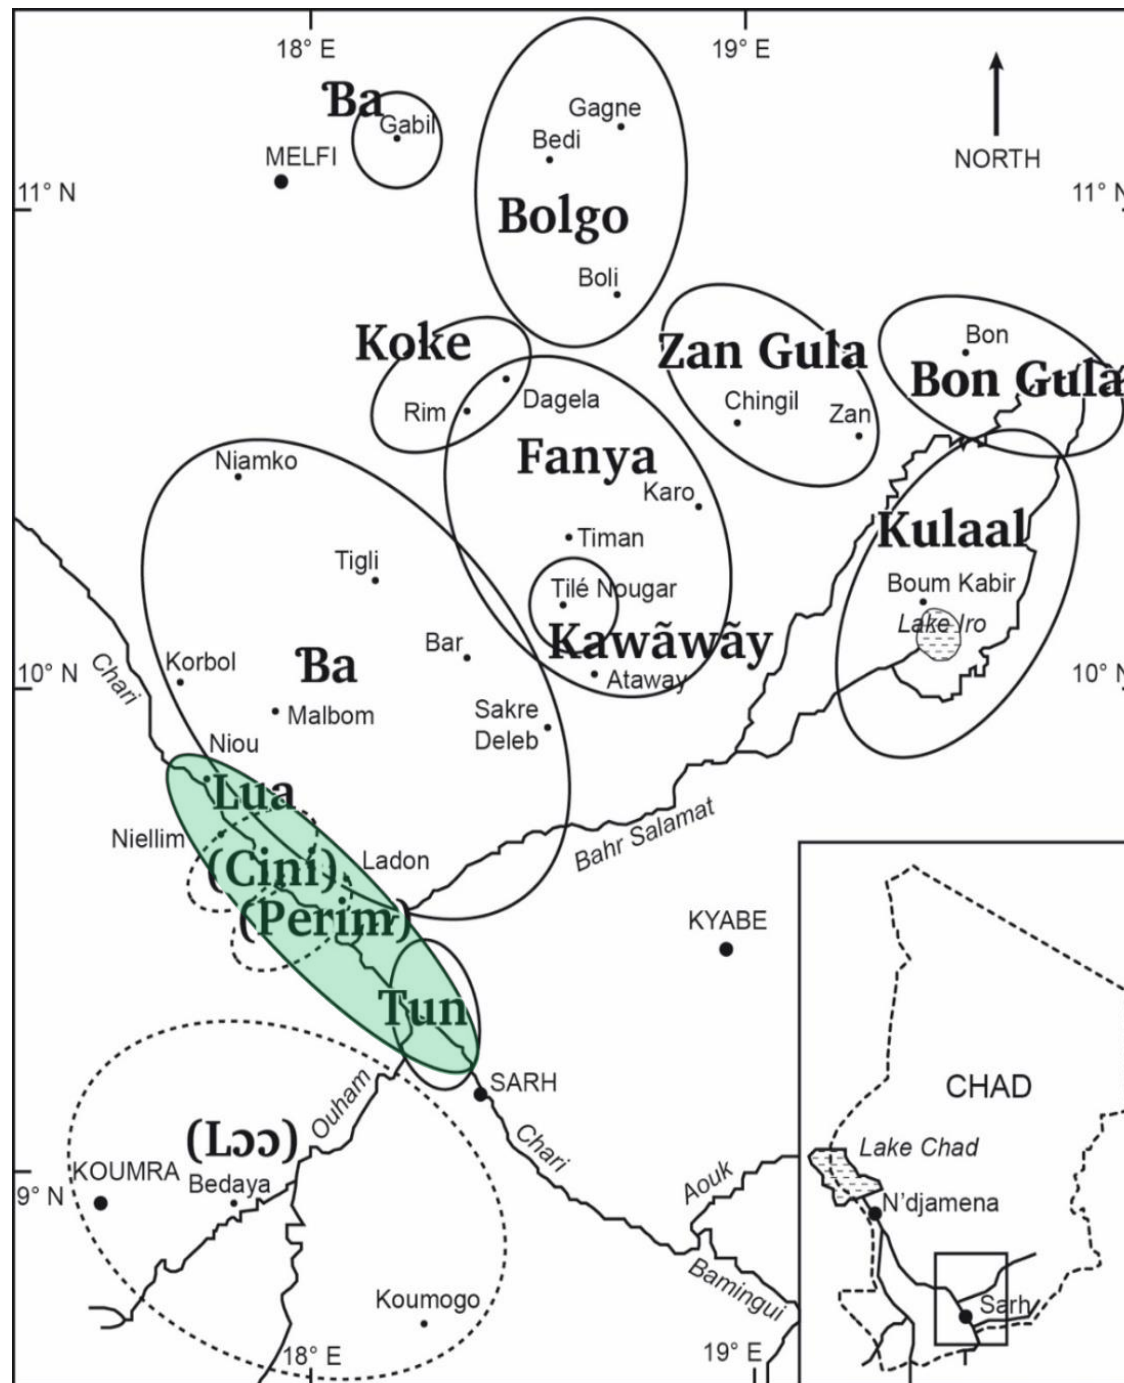 18° E
19° E
Ɓa
Gabil
MELFI
Gagne
Bedi
NORTH
11° N
11° N
Bolgo
Boli
Koke
Zan Gula
Bon
Bon Gula
Rim
Dagela
Chingil
Zan
Fanya
Niamko
Karo
Kulaal
Timan
Tigli
Tilé Nougar
Boum Kabir
Lake Iro
Bar
Kawãwãy
Korbol
Ɓa
10° N
10° N
Chari
Ataway
Malbom
Sakre
Deleb
Niou
Lua
Niellim
Bahr Salamat
(Cini)
Ladon
(Perim)
KYABE
Tun
SARH
Ouham
CHAD
(Lɔɔ)
Chari
Lake Chad
KOUMRA
Bedaya
9° N
Aouk
N'djamena
Bamingui
Koumogo
Sarh
18° E
19° E